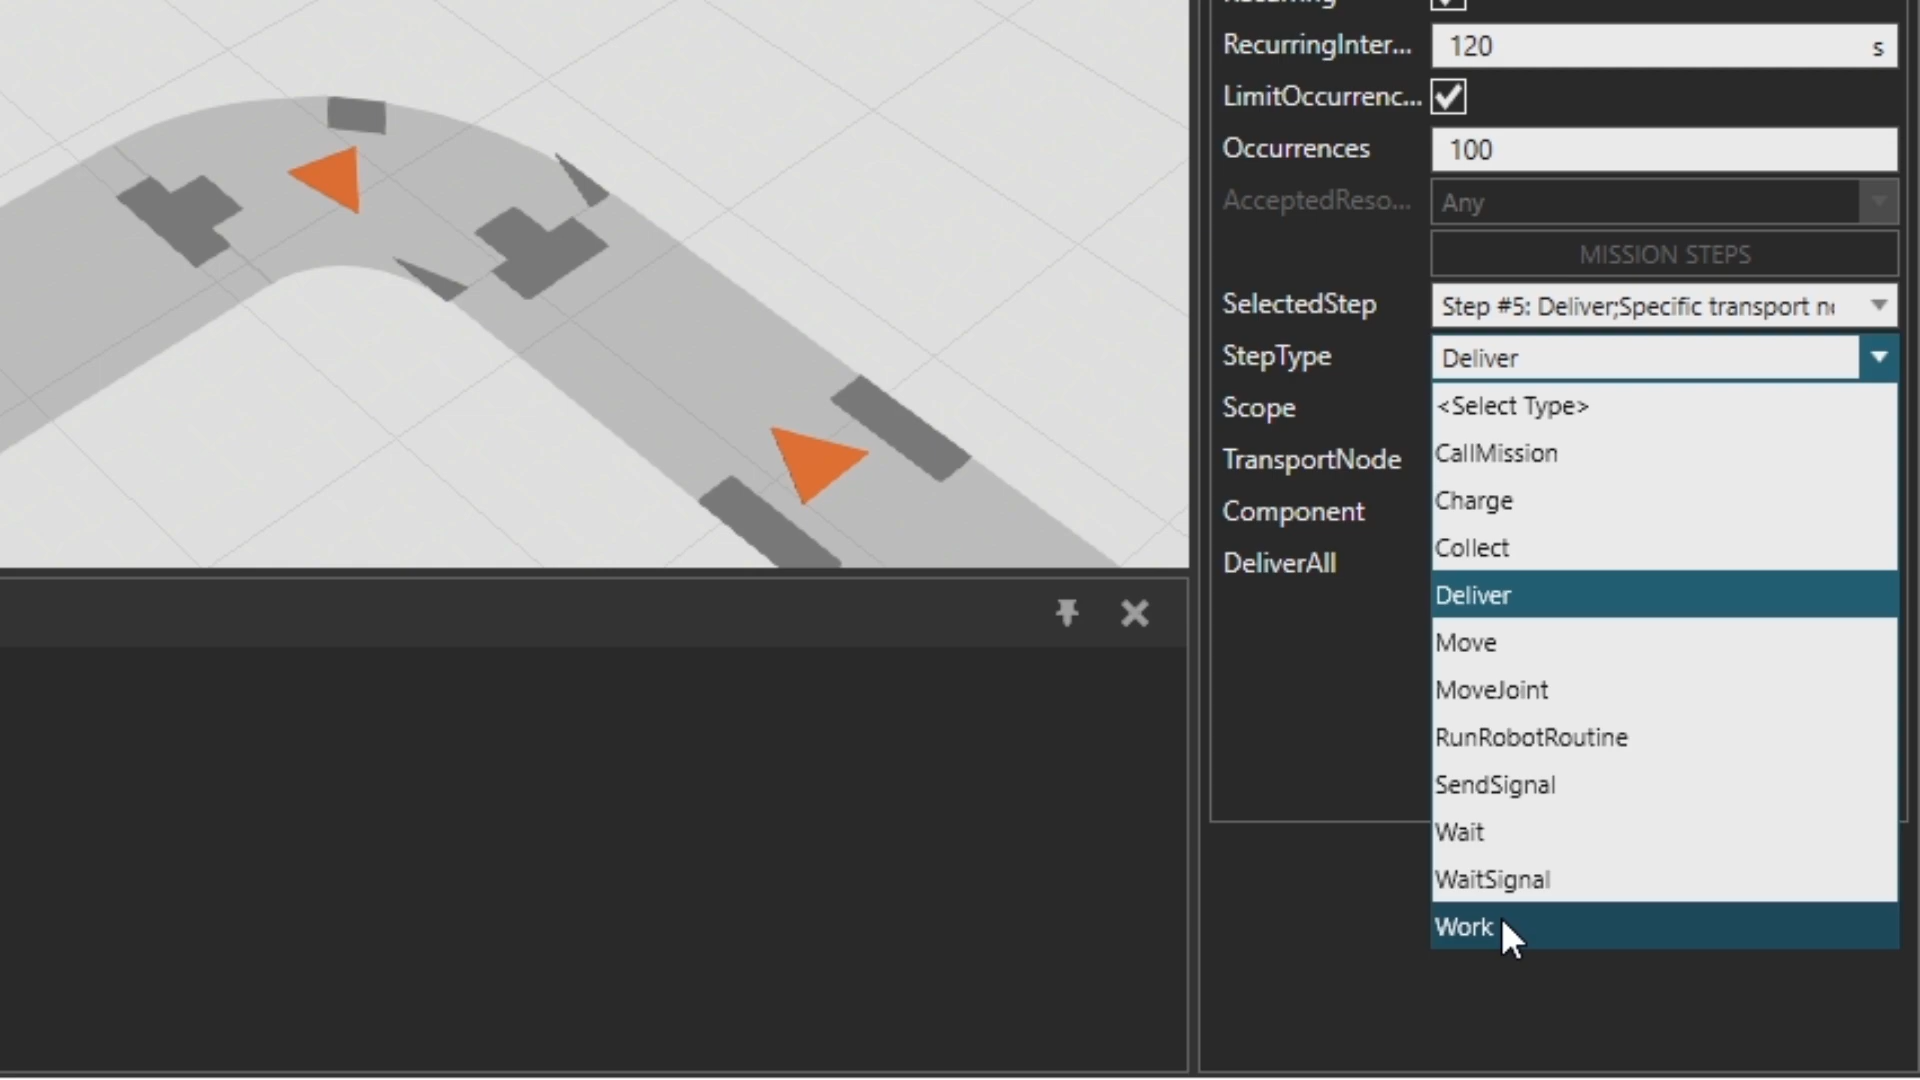 RecurringInter... 120 s
LimitOccurrenc...
Occurrences 100
AcceptedReso... Any
MISSION STEPS
SelectedStep Step #5: Deliver;Specific transport
StepType Deliver
<Select Type>
Scope
CallMission
TransportNode
Charge
Component
Collect
DeliverAll
Deliver
Move
MoveJoint
RunRobotRoutine
SendSignal
Wait
WaitSignal
Work